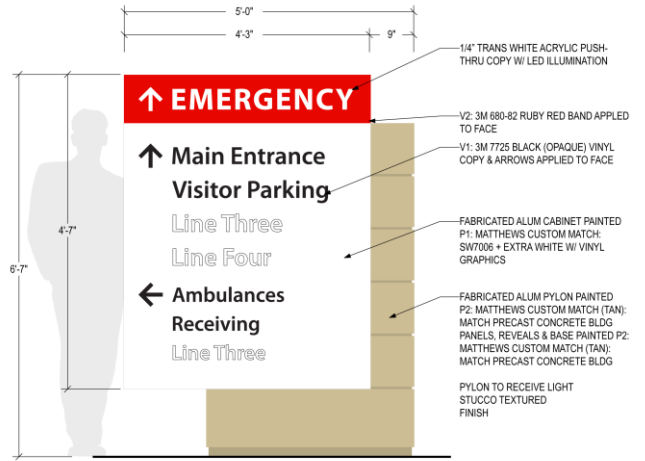 5'-0"
4'-3"
9"
1/4" TRANS WHITE ACRYLIC PUSH-
THRU COPY W/ LED ILLUMINATION
EMERGENCY
V2: 3M 680-82 RUBY RED BAND APPLED
TO FACE
V1: 3M 7725 BLACK (OPAQUE) VINYL
COPY & ARROWS APPLIED TO FACE
Main Entrance
Visitor Parking
Line Three
Line Four
4'-7"
6'-7"
FABRICATED ALUM CABINET PAINTED
P1: MATTHEWS CUSTOM MATCH:
SW7006 + EXTRA WHITE W/ VINYL
GRAPHICS
Ambulances
Receiving
Line Three
FABRICATED ALUM PYLON PAINTED
P2: MATTHEWS CUSTOM MATCH (TAN):
MATCH PRECAST CONCRETE BLDG
PANELS, REVEALS & BASE PAINTED P2:
MATTHEWS CUSTOM MATCH (TAN):
MATCH PRECAST CONCRETE BLDG
PYLON TO RECEIVE LIGHT
STUCCO TEXTURED
FINISH